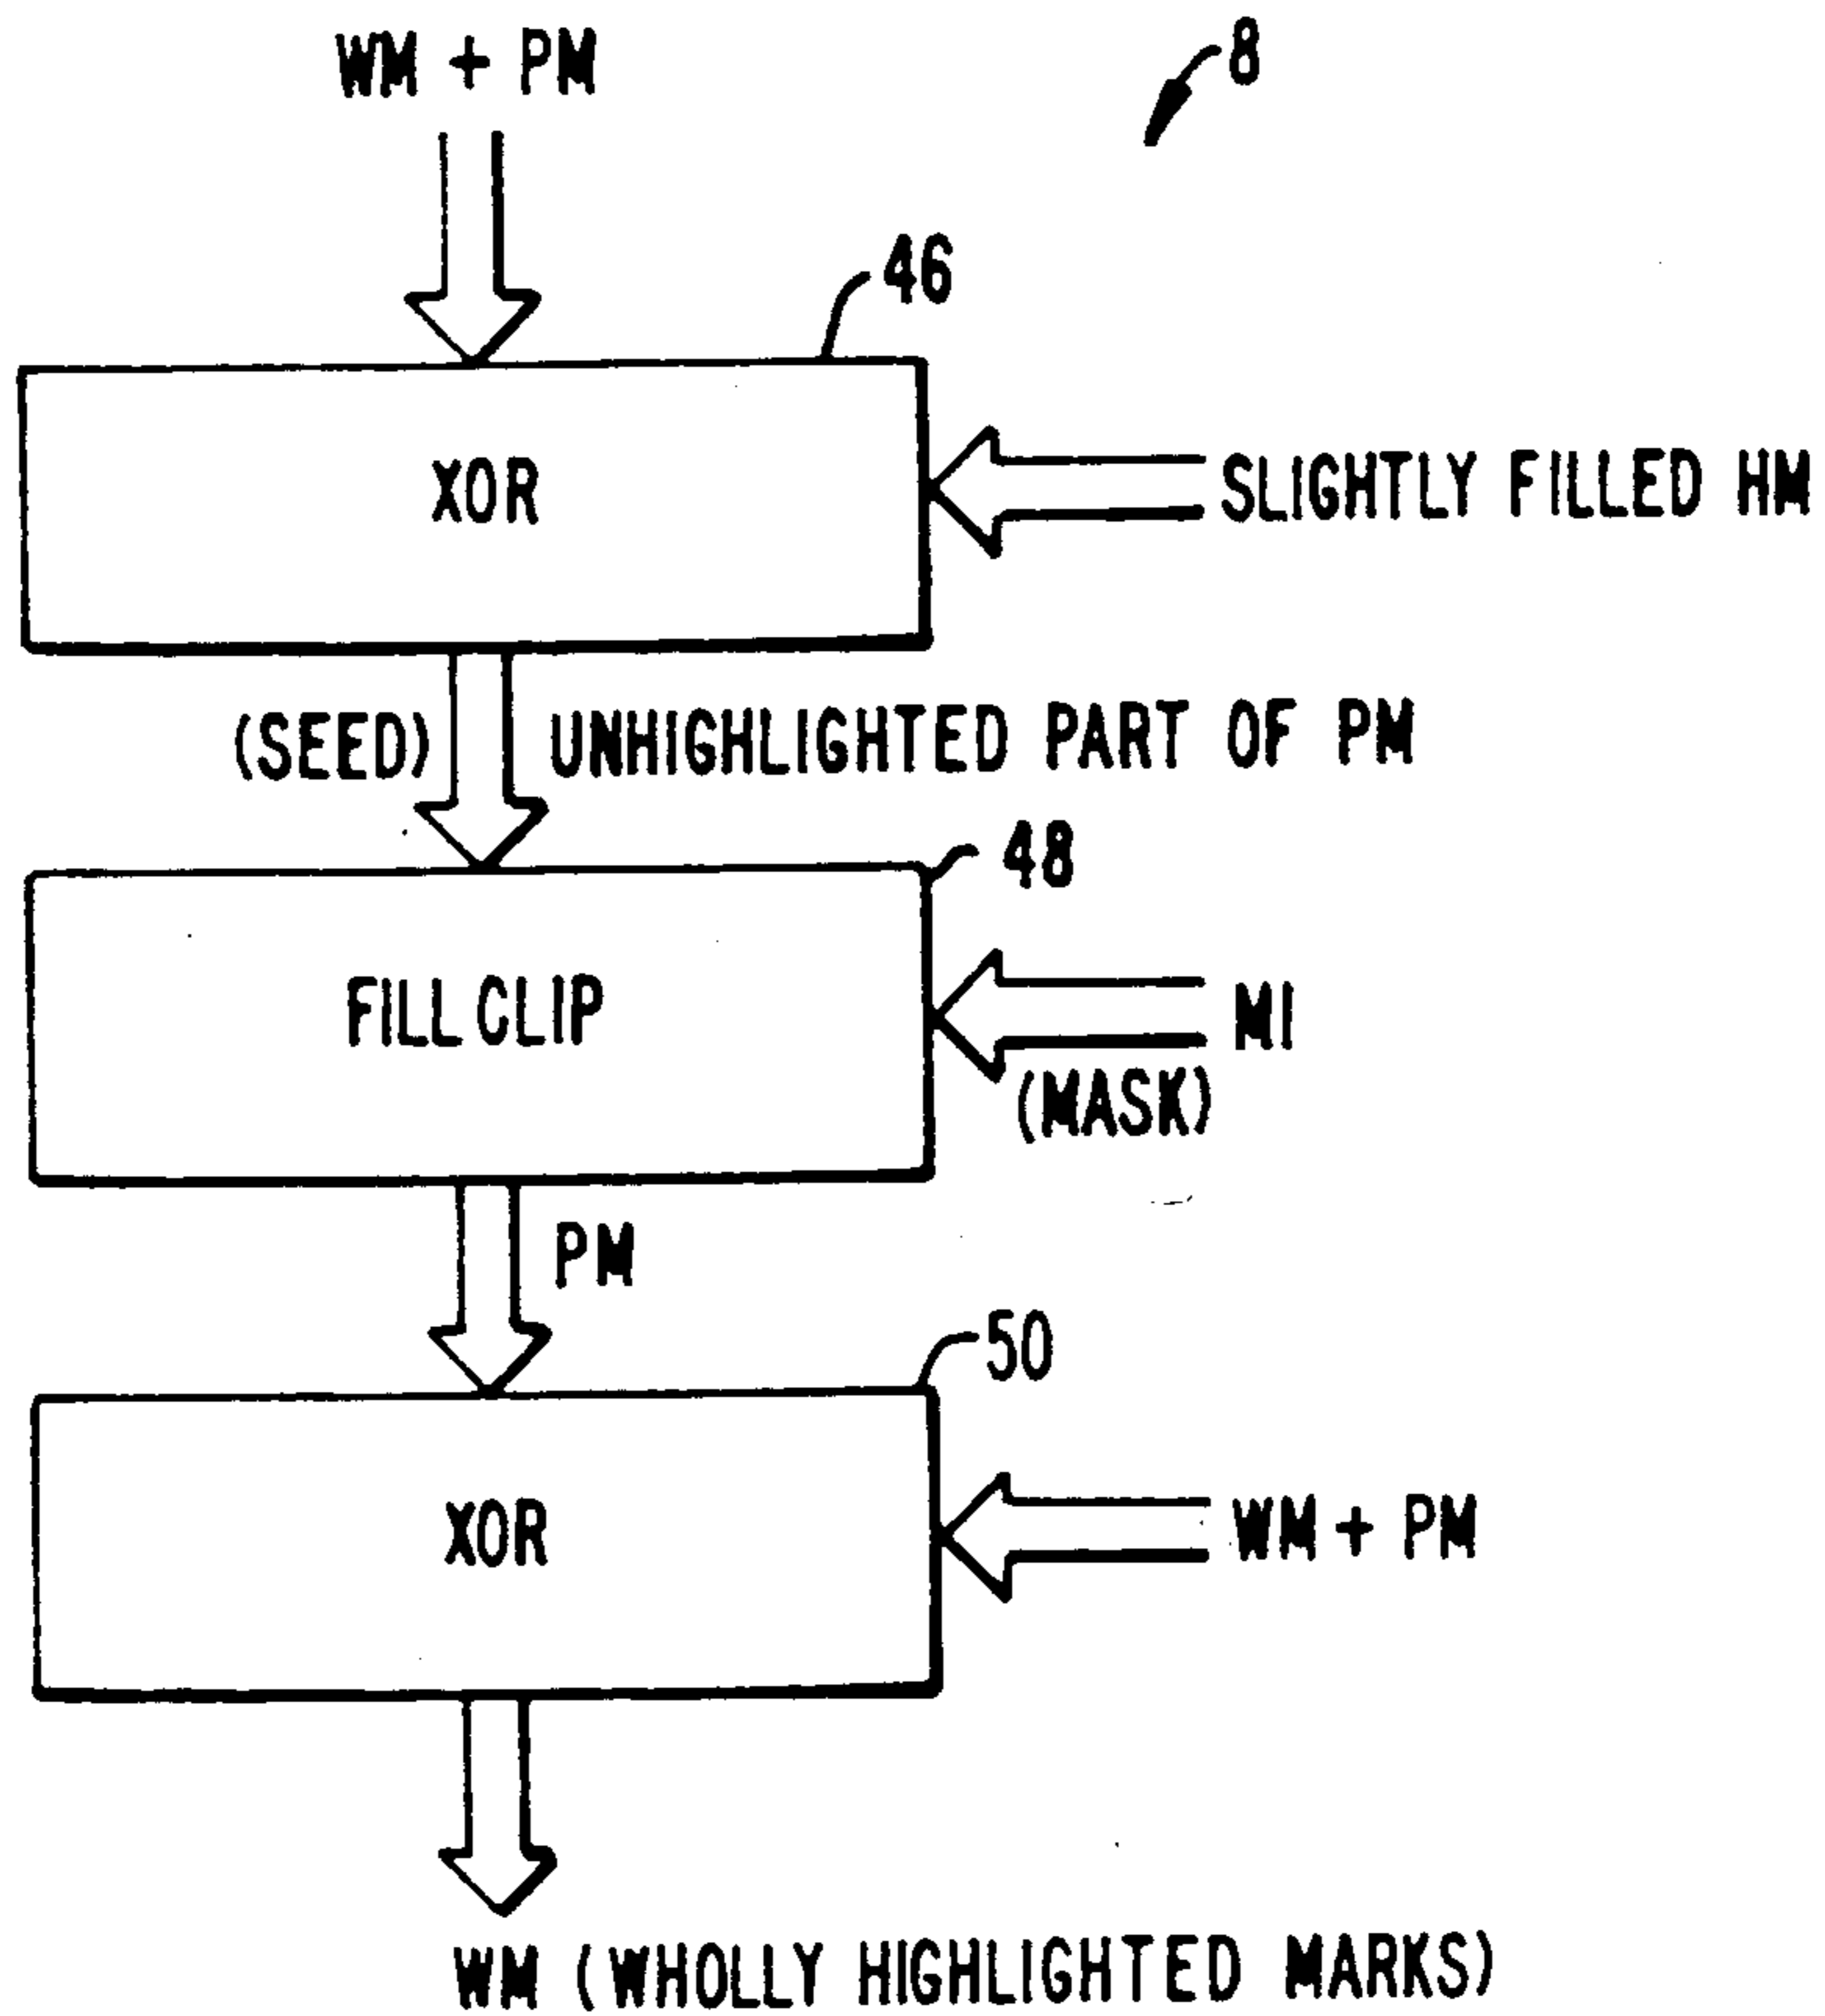 WM + PM
8
46
XOR
SLIGHTLY FILLED HM
(SEED) UNHIGHLIGHTED PART OF PM
48
FILL CLIP
MI
(MASK)
PM
50
XOR
WM + PM
WM (WHOLLY HIGHLIGHTED MARKS)